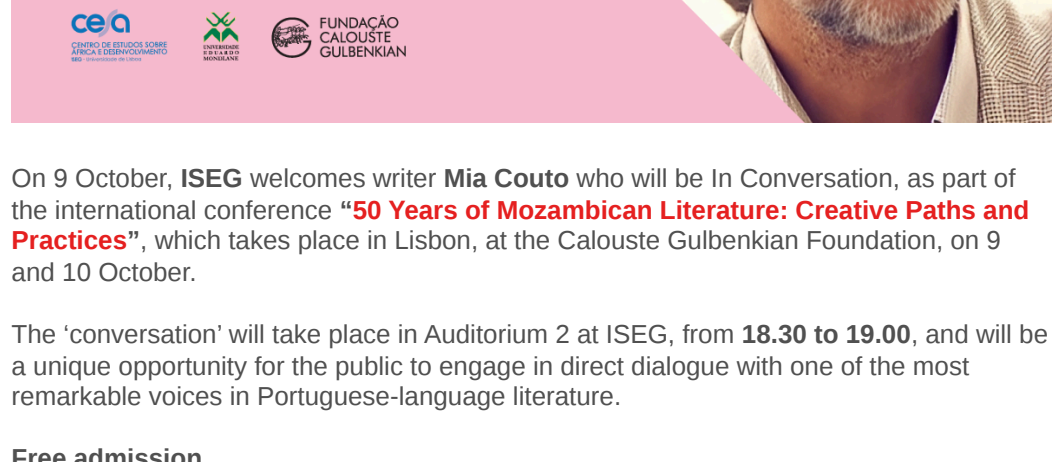 cesa
CENTRO DE ESTUDOS SOBRE
ÁFRICA E DESENVOLVIMENTO
ISEG - Universidade de Lisboa
UNIVERSIDADE
EDUARDO
MONDLANE
FUNDAÇÃO
CALOUSTE
GULBENKIAN
On 9 October, ISEG welcomes writer Mia Couto who will be In Conversation, as part of
the international conference “50 Years of Mozambican Literature: Creative Paths and
Practices”, which takes place in Lisbon, at the Calouste Gulbenkian Foundation, on 9
and 10 October.
The ‘conversation’ will take place in Auditorium 2 at ISEG, from 18.30 to 19.00, and will be
a unique opportunity for the public to engage in direct dialogue with one of the most
remarkable voices in Portuguese-language literature.
Free admission